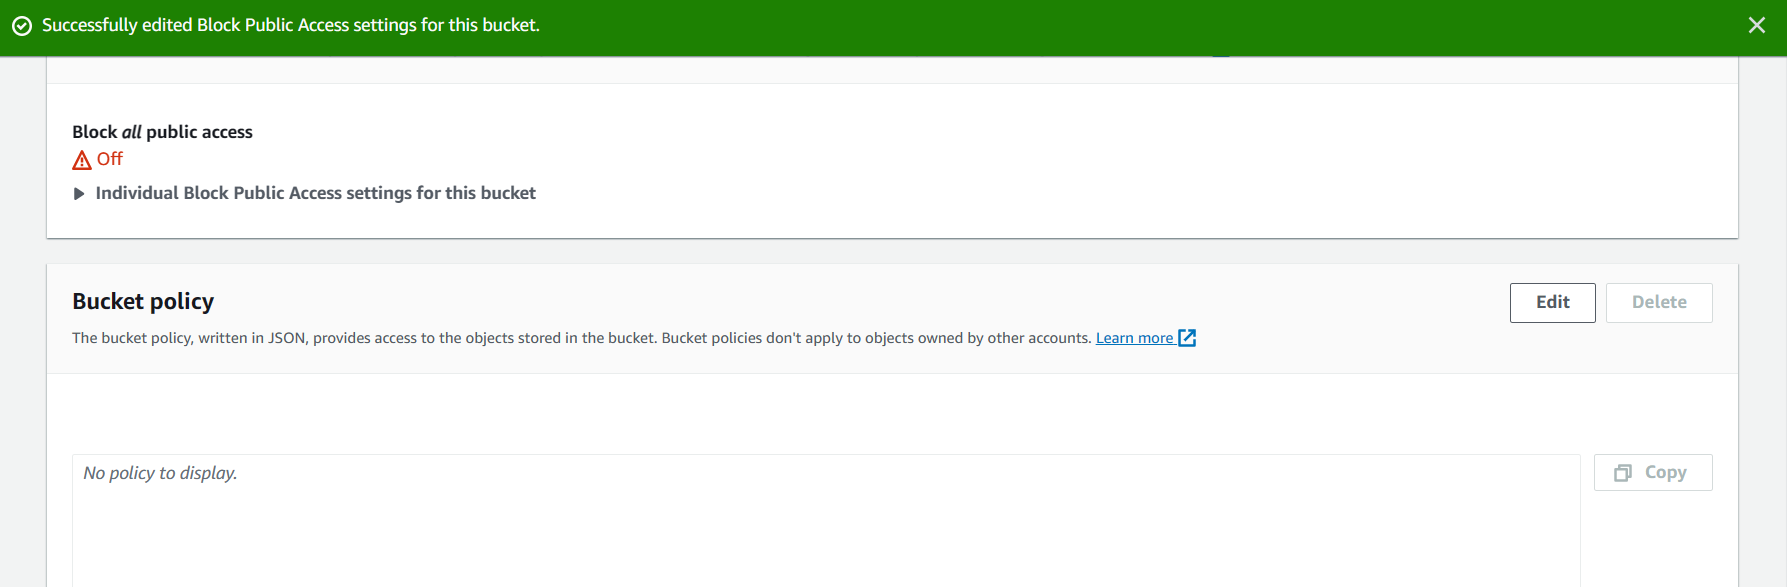 Successfully edited Block Public Access settings for this bucket.
Block all public access
Off
Individual Block Public Access settings for this bucket
Bucket policy
Edit
Delete
The bucket policy, written in JSON, provides access to the objects stored in the bucket. Bucket policies don't apply to objects owned by other accounts. Learn more
No policy to display.
Copy